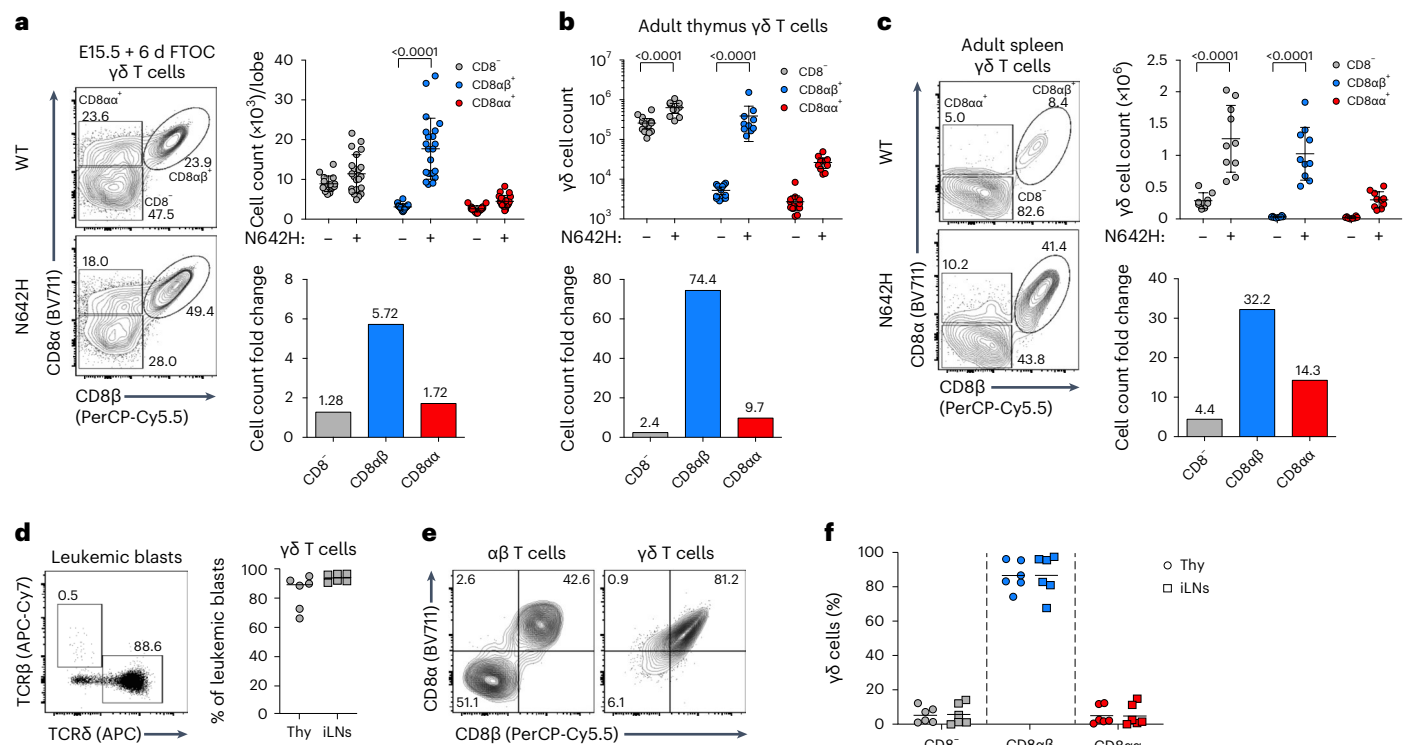 a
E15.5 + 6 d FTOC
γδ T cells
WT
CD8αα⁺
23.6
23.9
CD8αβ⁺
CD8⁻
47.5
N642H
18.0
49.4
28.0
CD8α (BV711)
CD8β
(PerCP-Cy5.5)
Cell count (×10³)/lobe
40
30
20
10
0
<0.0001
CD8⁻
CD8αβ⁺
CD8αα⁺
N642H: – + – + – +
Cell count fold change
8
6
4
2
0
1.28
5.72
1.72
CD8⁻
CD8αβ
CD8αα
b
Adult thymus γδ T cells
γδ cell count
10⁷
10⁶
10⁵
10⁴
10³
<0.0001
<0.0001
CD8⁻
CD8αβ⁺
CD8αα⁺
N642H: – + – + – +
Cell count fold change
80
60
40
20
0
2.4
74.4
9.7
CD8⁻
CD8αβ
CD8αα
c
Adult spleen
γδ T cells
WT
CD8αα⁺
5.0
CD8αβ⁺
8.4
CD8⁻
82.6
N642H
10.2
41.4
43.8
CD8α (BV711)
CD8β
(PerCP-Cy5.5)
γδ cell count (×10⁶)
2.5
2
1.5
1
0.5
0
<0.0001
<0.0001
CD8⁻
CD8αβ⁺
CD8αα⁺
N642H: – + – + – +
Cell count fold change
40
30
20
10
0
4.4
32.2
14.3
CD8⁻
CD8αβ
CD8αα
d
Leukemic blasts
TCRβ (APC-Cy7)
0.5
88.6
TCRδ (APC)
γδ T cells
% of leukemic blasts
100
80
60
40
20
0
Thy iLNs
e
αβ T cells
γδ T cells
CD8α (BV711)
2.6 42.6
51.1
0.9 81.2
6.1
CD8β (PerCP-Cy5.5)
f
γδ cells (%)
100
80
60
40
20
0
Thy
iLNs
CD8⁻ CD8αβ CD8αα